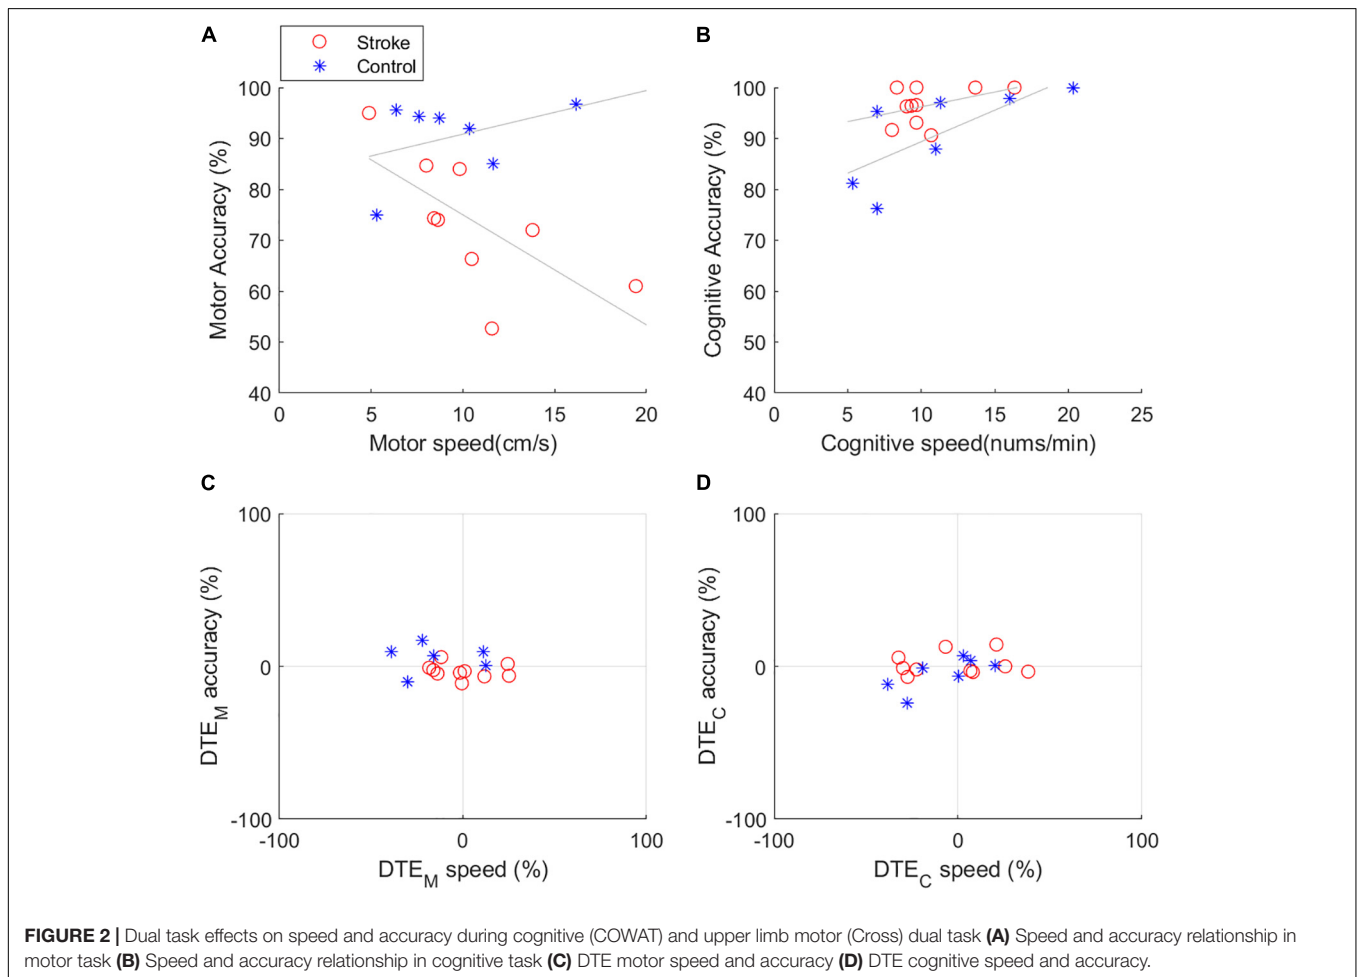 A
Stroke
Control
100
90
80
70
60
50
40
Motor Accuracy (%)
0
5
10
15
20
Motor speed(cm/s)
B
100
90
80
70
60
50
40
Cognitive Accuracy (%)
0
5
10
15
20
25
Cognitive speed(nums/min)
C
100
0
-100
DTE_M accuracy (%)
-100
0
100
DTE_M speed (%)
D
100
0
-100
DTE_C accuracy (%)
-100
0
100
DTE_C speed (%)
FIGURE 2 | Dual task effects on speed and accuracy during cognitive (COWAT) and upper limb motor (Cross) dual task (A) Speed and accuracy relationship in
motor task (B) Speed and accuracy relationship in cognitive task (C) DTE motor speed and accuracy (D) DTE cognitive speed and accuracy.